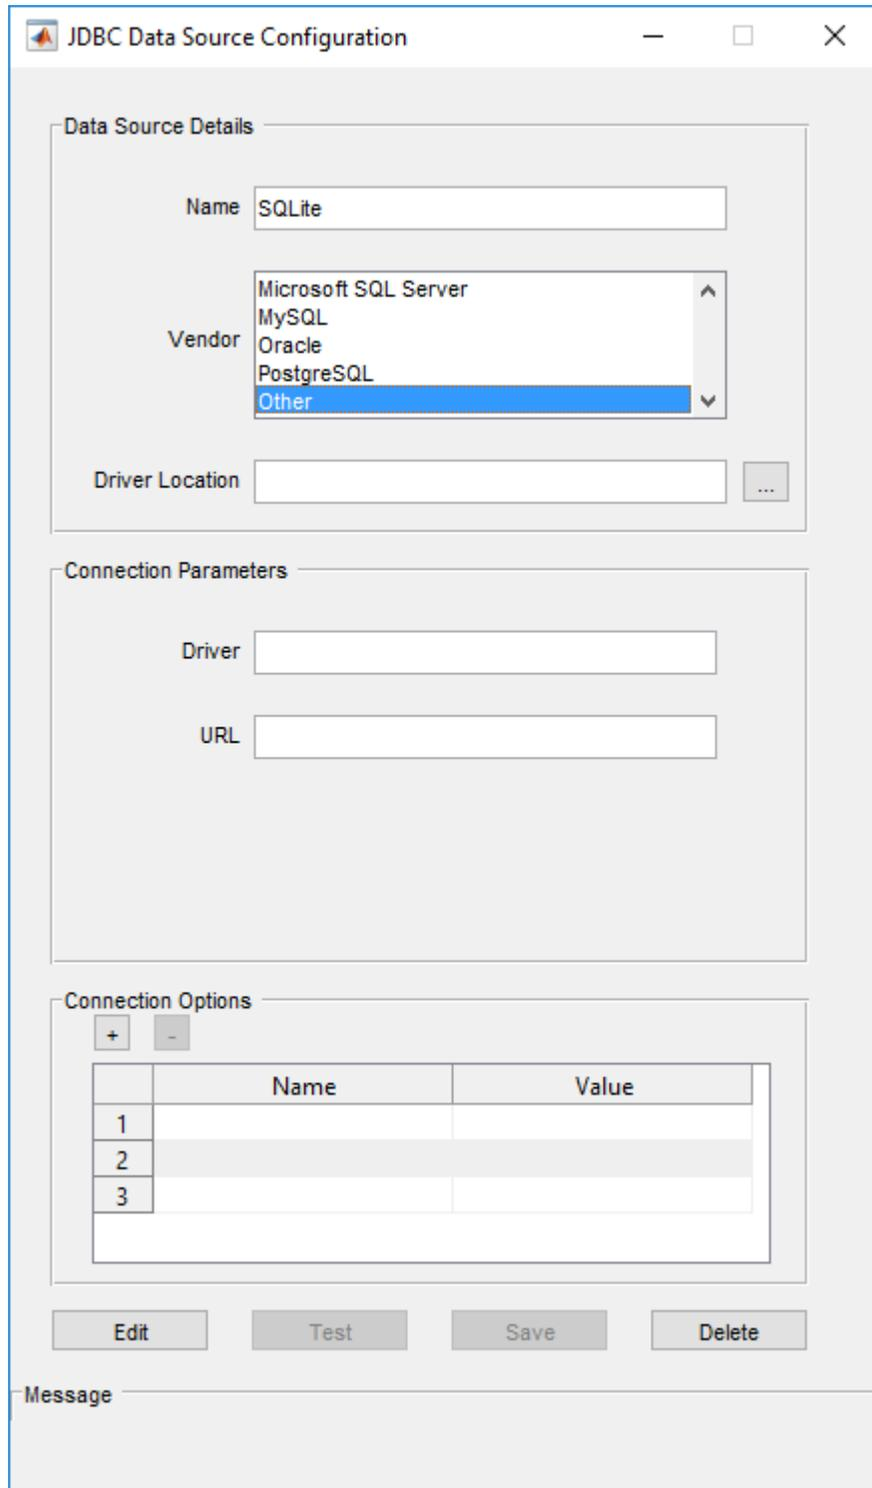 JDBC Data Source Configuration
Data Source Details
Name SQLite
Vendor
Microsoft SQL Server
MySQL
Oracle
PostgreSQL
Other
Driver Location ...
Connection Parameters
Driver
URL
Connection Options
+ -
Name Value
1
2
3
Edit Test Save Delete
Message